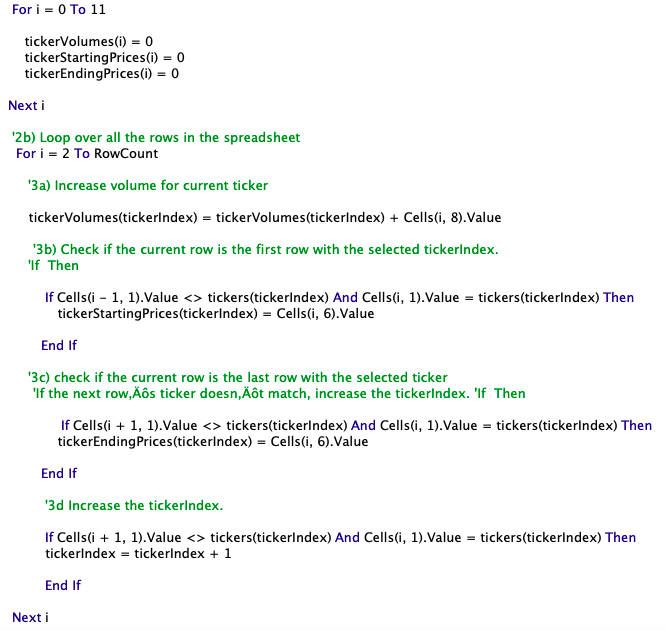 For i = 0 To 11
tickerVolumes(i) = 0
tickerStartingPrices(i) = 0
tickerEndingPrices(i) = 0
Next i
'2b) Loop over all the rows in the spreadsheet
For i = 2 To RowCount
'3a) Increase volume for current ticker
tickerVolumes(tickerIndex) = tickerVolumes(tickerIndex) + Cells(i, 8).Value
'3b) Check if the current row is the first row with the selected tickerIndex.
'If  Then
If Cells(i - 1, 1).Value <> tickers(tickerIndex) And Cells(i, 1).Value = tickers(tickerIndex) Then
tickerStartingPrices(tickerIndex) = Cells(i, 6).Value
End If
'3c) check if the current row is the last row with the selected ticker
'If the next row‚Äôs ticker doesn‚Äôt match, increase the tickerIndex. 'If  Then
If Cells(i + 1, 1).Value <> tickers(tickerIndex) And Cells(i, 1).Value = tickers(tickerIndex) Then
tickerEndingPrices(tickerIndex) = Cells(i, 6).Value
End If
'3d Increase the tickerIndex.
If Cells(i + 1, 1).Value <> tickers(tickerIndex) And Cells(i, 1).Value = tickers(tickerIndex) Then
tickerIndex = tickerIndex + 1
End If
Next i